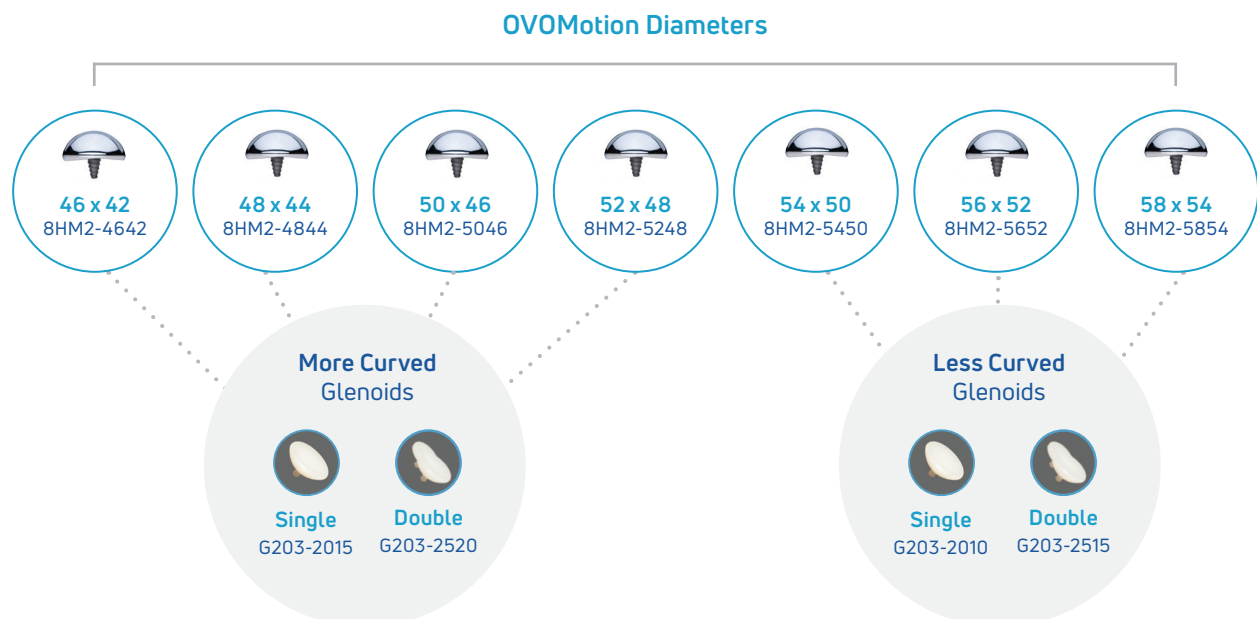 OVOMotion Diameters
46 x 42
8HM2-4642
48 x 44
8HM2-4844
50 x 46
8HM2-5046
52 x 48
8HM2-5248
54 x 50
8HM2-5450
56 x 52
8HM2-5652
58 x 54
8HM2-5854
More Curved
Glenoids
Single
G203-2015
Double
G203-2520
Less Curved
Glenoids
Single
G203-2010
Double
G203-2515